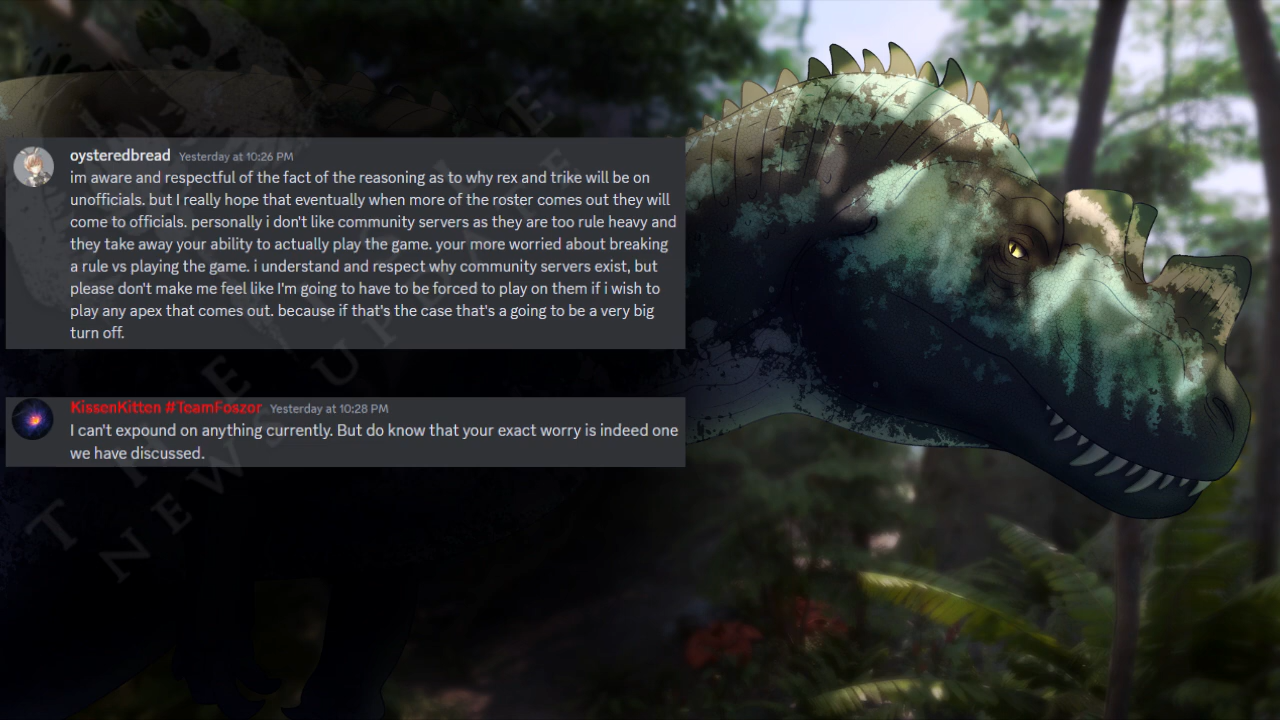 oysteredbread Yesterday at 10:26 PM
im aware and respectful of the fact of the reasoning as to why rex and trike will be on
unofficials. but I really hope that eventually when more of the roster comes out they will
come to officials. personally i don't like community servers as they are too rule heavy and
they take away your ability to actually play the game. your more worried about breaking
a rule vs playing the game. i understand and respect why community servers exist, but
please don't make me feel like I'm going to have to be forced to play on them if i wish to
play any apex that comes out. because if that's the case that's a going to be a very big
turn off.
KissenKitten #TeamFoszor Yesterday at 10:28 PM
I can't expound on anything currently. But do know that your exact worry is indeed one
we have discussed.
THE ISLE
NEWS UPDATE